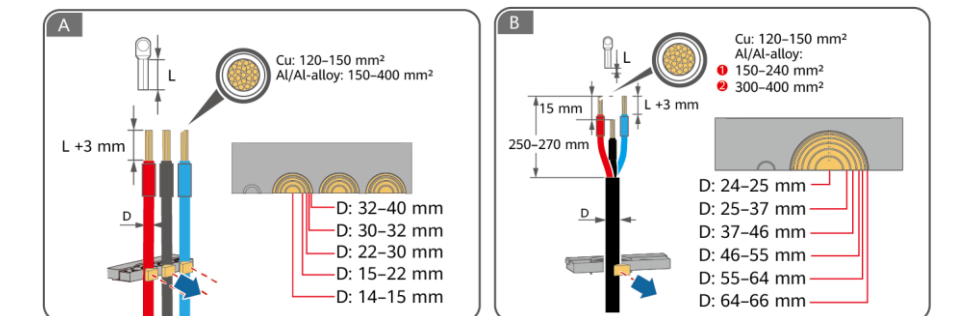 A
L
Cu: 120–150 mm²
Al/Al-alloy: 150–400 mm²
L +3 mm
D
D: 32–40 mm
D: 30–32 mm
D: 22–30 mm
D: 15–22 mm
D: 14–15 mm
B
L
Cu: 120–150 mm²
Al/Al-alloy:
❶ 150–240 mm²
❷ 300–400 mm²
15 mm
L +3 mm
250–270 mm
D
D: 24–25 mm
D: 25–37 mm
D: 37–46 mm
D: 46–55 mm
D: 55–64 mm
D: 64–66 mm